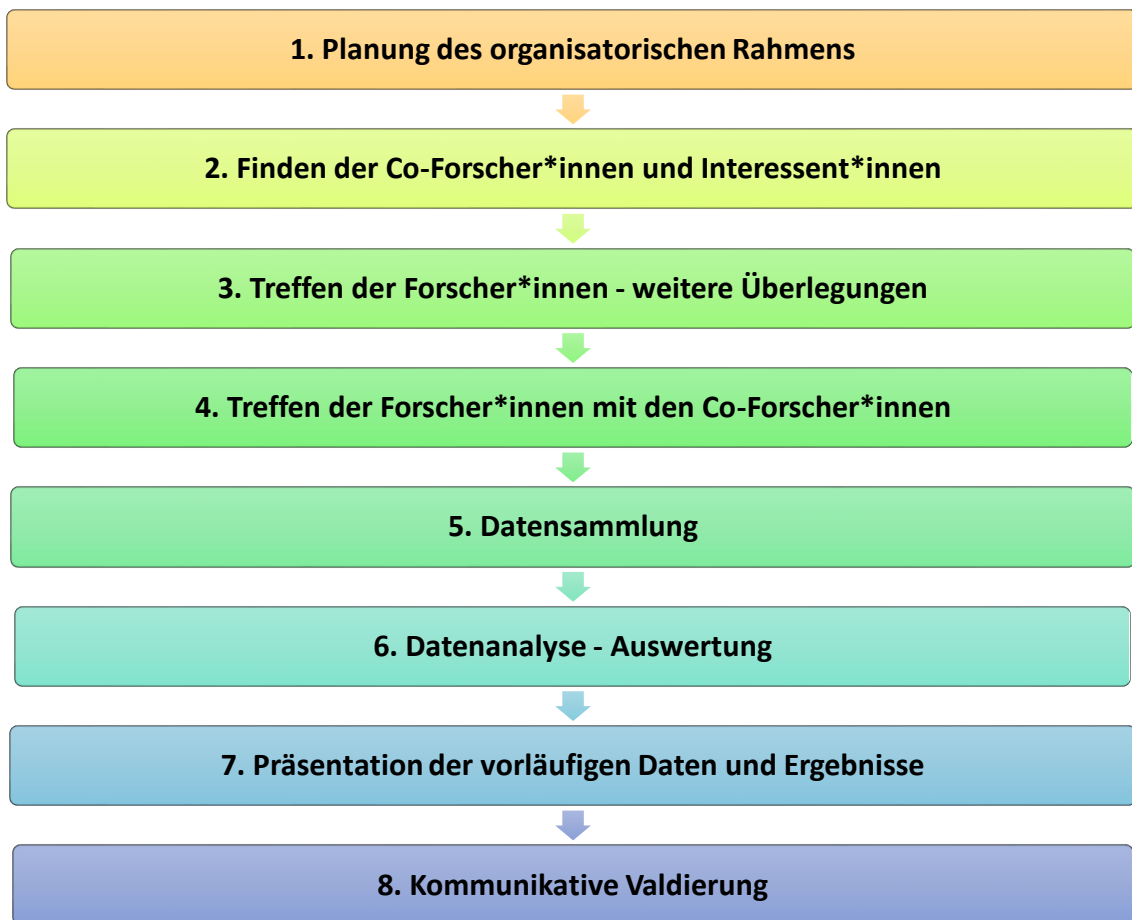 1. Planung des organisatorischen Rahmens
2. Finden der Co-Forscher*innen und Interessent*innen
3. Treffen der Forscher*innen - weitere Überlegungen
4. Treffen der Forscher*innen mit den Co-Forscher*innen
5. Datensammlung
6. Datenanalyse - Auswertung
7. Präsentation der vorläufigen Daten und Ergebnisse
8. Kommunikative Valdierung